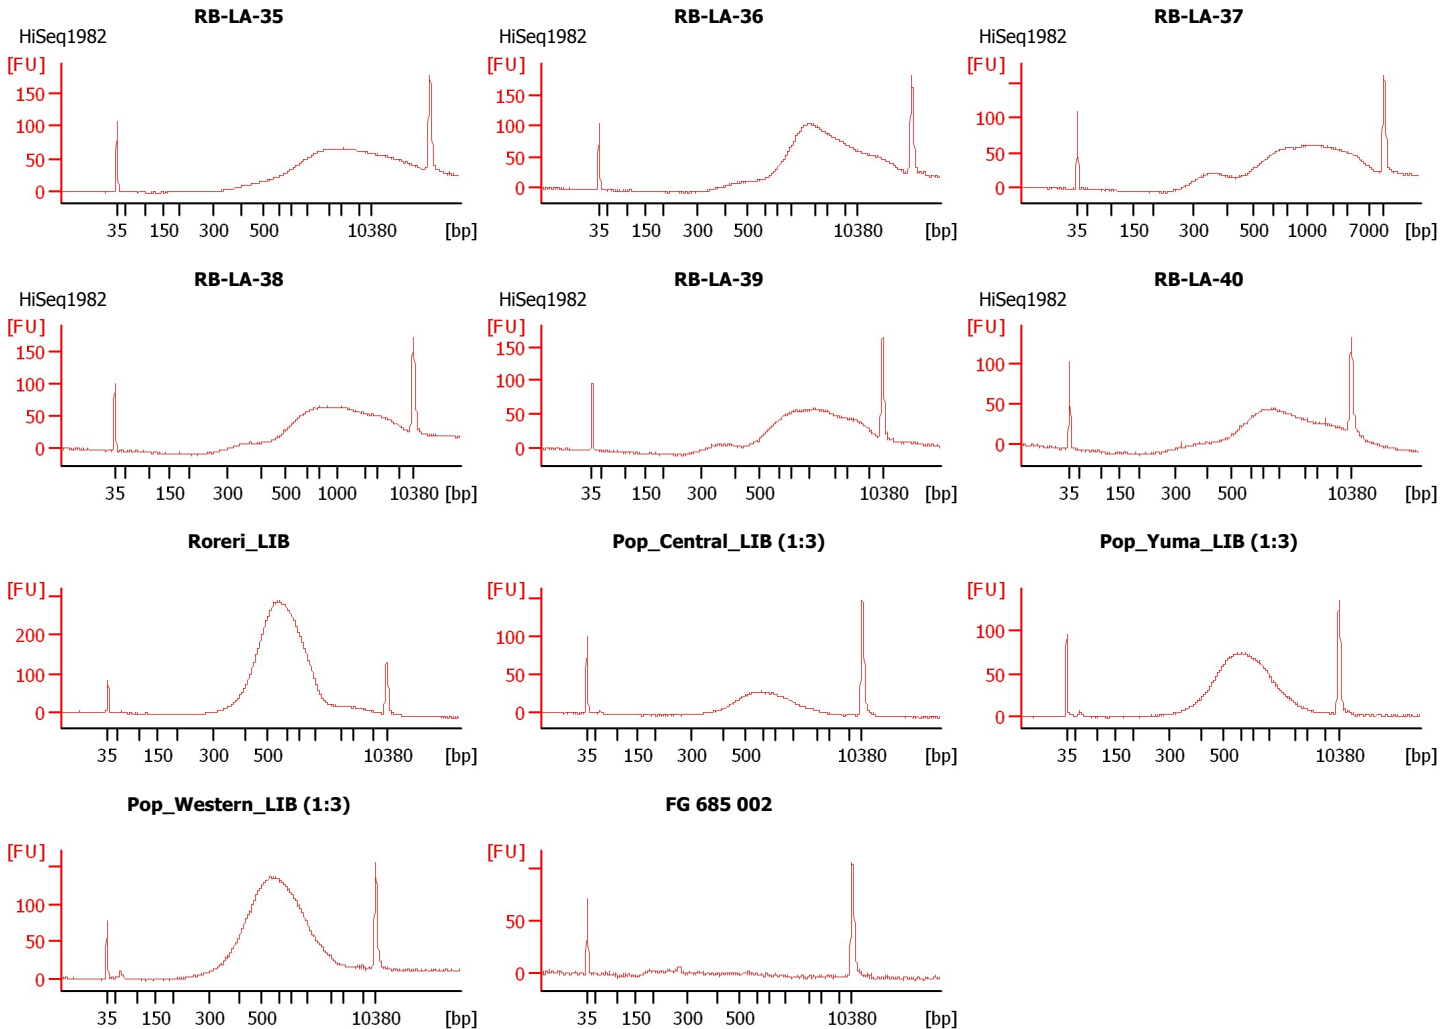 RB-LA-35
HiSeq1982
[FU]
150
100
50
0
35 150 300 500 10380 [bp]
RB-LA-36
HiSeq1982
[FU]
150
100
50
0
35 150 300 500 10380 [bp]
RB-LA-37
HiSeq1982
[FU]
100
50
0
35 150 300 500 1000 7000 [bp]
RB-LA-38
HiSeq1982
[FU]
150
100
50
0
35 150 300 500 1000 10380 [bp]
RB-LA-39
HiSeq1982
[FU]
150
100
50
0
35 150 300 500 10380 [bp]
RB-LA-40
HiSeq1982
[FU]
100
50
0
35 150 300 500 10380 [bp]
Roreri_LIB
[FU]
200
100
0
35 150 300 500 10380 [bp]
Pop_Central_LIB (1:3)
[FU]
100
50
0
35 150 300 500 10380 [bp]
Pop_Yuma_LIB (1:3)
[FU]
100
50
0
35 150 300 500 10380 [bp]
Pop_Western_LIB (1:3)
[FU]
100
50
0
35 150 300 500 10380 [bp]
FG 685 002
[FU]
50
0
35 150 300 500 10380 [bp]